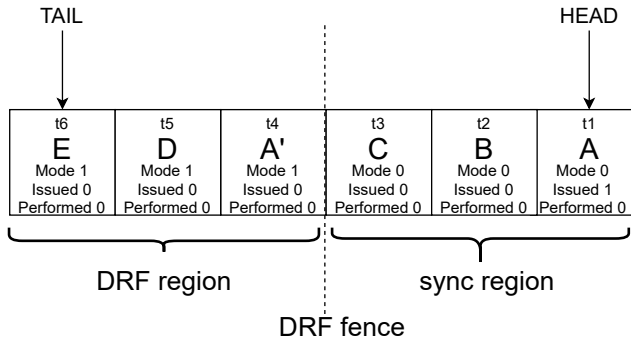 TAIL
HEAD
t6
E
Mode 1
Issued 0
Performed 0
t5
D
Mode 1
Issued 0
Performed 0
t4
A'
Mode 1
Issued 0
Performed 0
t3
C
Mode 0
Issued 0
Performed 0
t2
B
Mode 0
Issued 0
Performed 0
t1
A
Mode 0
Issued 1
Performed 0
DRF region
sync region
DRF fence